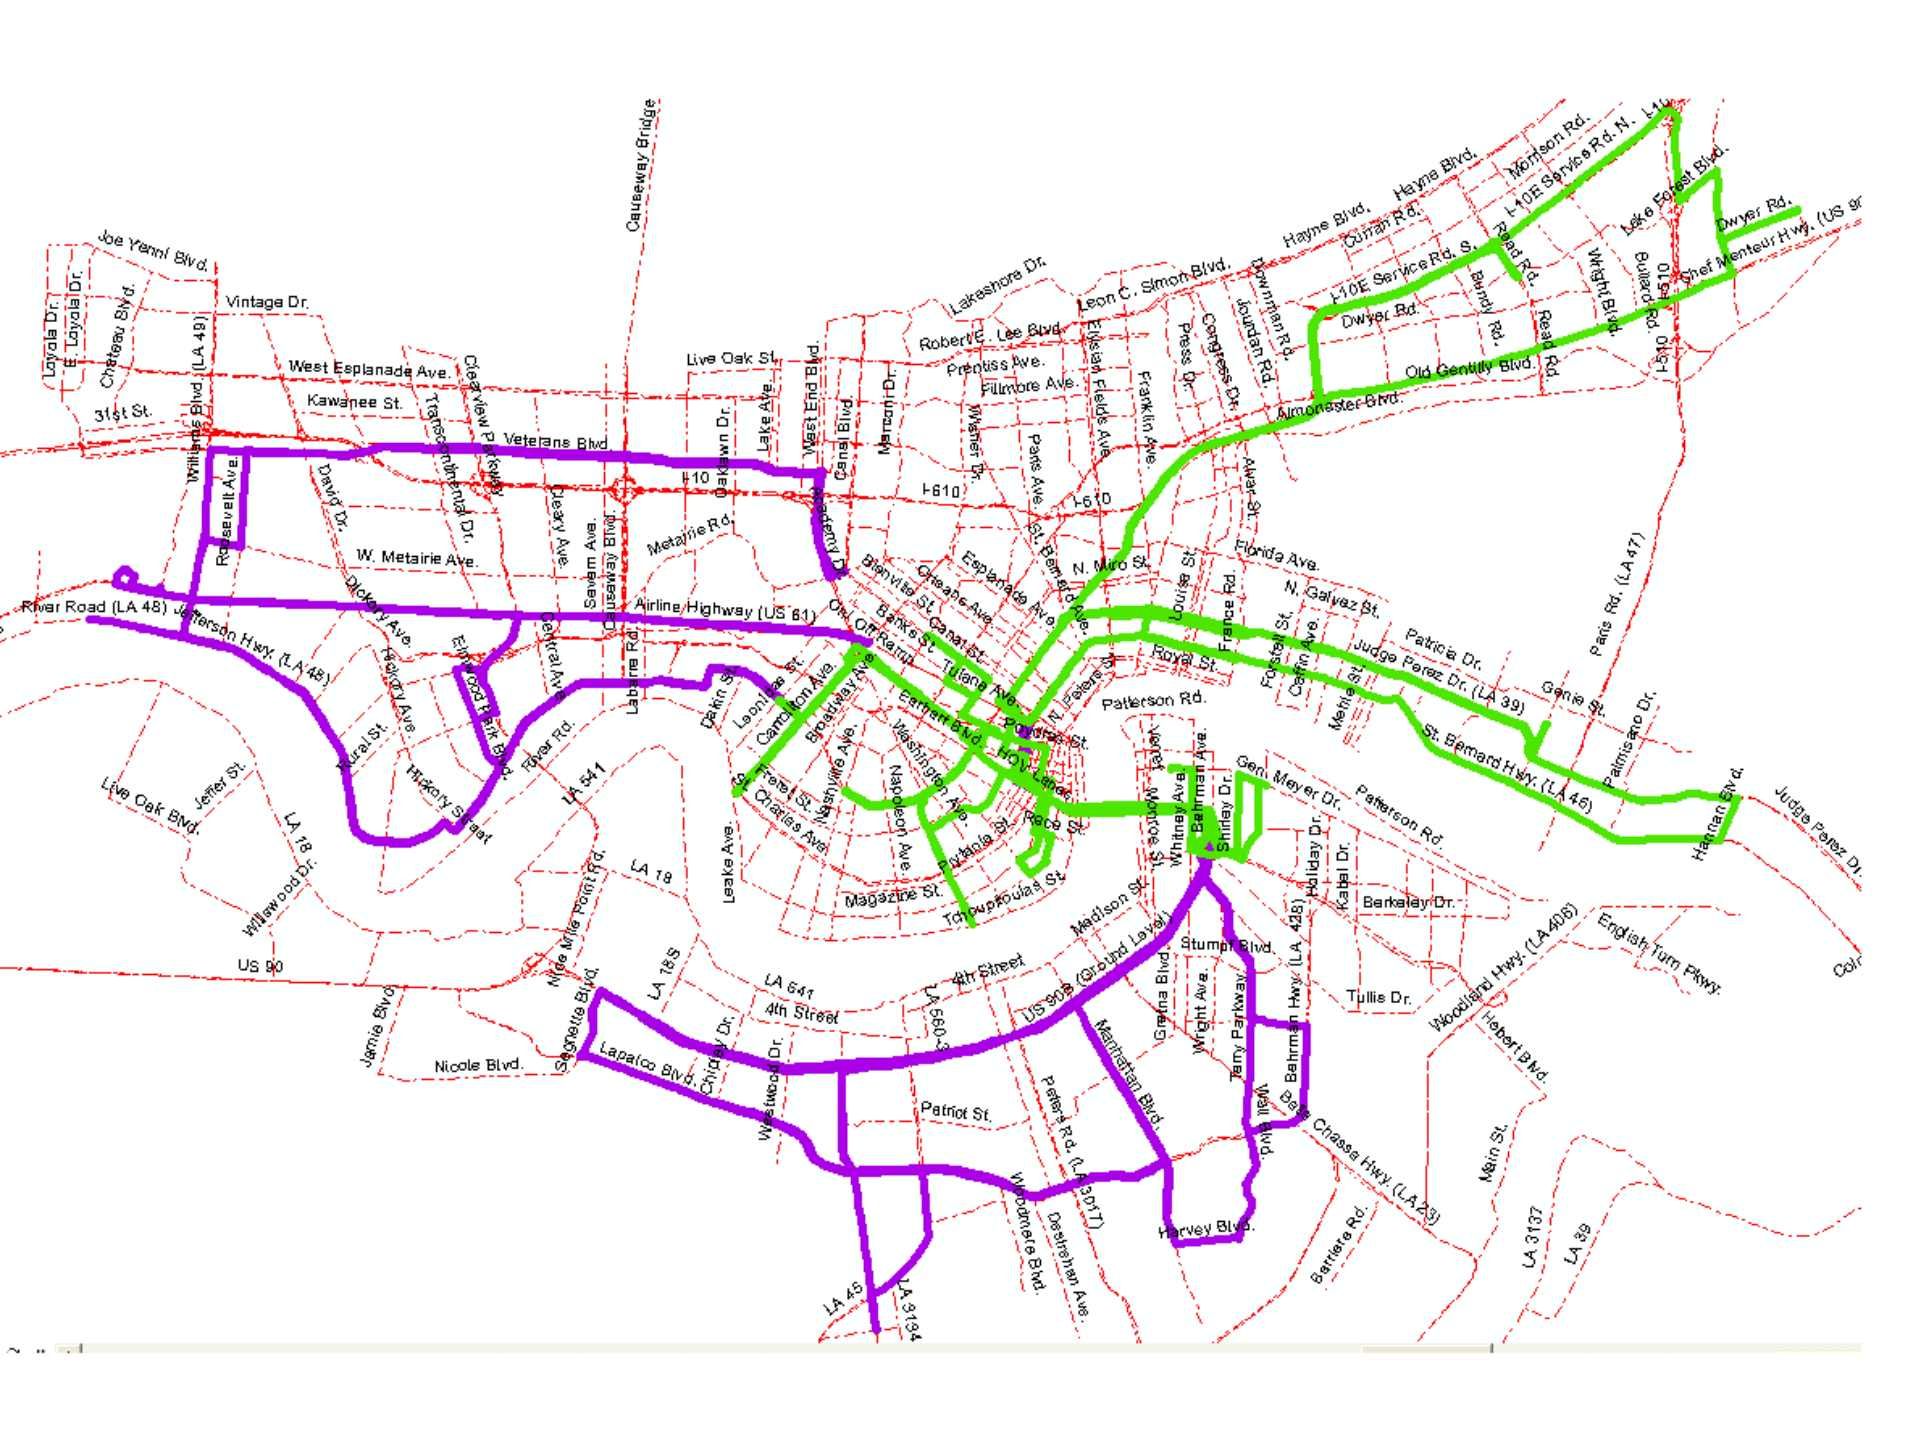 Causeway Bridge
Joe Yenni Blvd.
Loyola Dr.
E. Loyola Dr.
Chateau Blvd.
Vintage Dr.
Williams Blvd (LA 49)
West Esplanade Ave.
Kawanee St.
31st St.
Clearview Parkway
Transcontinental Dr.
Veterans Blvd.
Live Oak St.
Lake Ave.
Oaklawn Dr.
I-10
West End Blvd.
Canal Blvd.
Marconi Dr.
Lakeshore Dr.
Robert E. Lee Blvd.
Leon C. Simon Blvd.
Prentiss Ave.
Fillmore Ave.
Wisner Dr.
Paris Ave.
Elysian Fields Ave
Franklin Ave.
Press Dr.
Congress Dr.
Jourdan Rd.
Downman Rd.
Hayne Blvd.
Hayne Blvd.
Curran Rd.
Morrison Rd.
I-10E Service Rd. N.
I-10
I-10E Service Rd. S.
Dwyer Rd.
Read Rd.
Bundy Rd.
Read Rd
Wright Blvd.
Bullard Rd.
Lake Forest Blvd.
Dwyer Rd.
Chef Menteur Hwy. (US 90
I-510
I-510
Old Gentilly Blvd.
Almonaster Blvd.
Alvar St.
I-610
I-610
Roosevelt Ave.
David Dr.
Cleary Ave.
Severn Ave.
Causeway Blvd.
Metairie Rd.
Academy Dr.
W. Metairie Ave.
Dickory Ave.
River Road (LA 48)
Jefferson Hwy. (LA 48)
Airline Highway (US 61)
Elmwood Park Blvd.
Central Ave.
Labarre Rd.
Hickory Ave.
Rural St.
Hickory Street
River Rd.
LA 541
Dakin St.
Leonidas St.
Carrollton Ave.
Broadway Ave
Off Ramp
Bienville St.
Banks St.
Canal St.
Orleans Ave
Esplanade Ave.
St. Bernard Ave.
N. Miro St.
Louisa St.
France Rd.
Florida Ave.
N. Galvez St.
Tulane Ave.
Royal St.
N. Peters
Earhart Blvd.
Poydras St.
HOV Lanes
Washington Ave.
Napoleon Ave.
Nashville Ave.
Freret St.
St. Charles Ave.
Leake Ave.
Prytania St.
Race St.
Magazine St.
Tchoupitoulas St.
Forstall St.
Caffin Ave.
Judge Perez Dr. (LA 39)
Patricia Dr.
Genie St.
Paris Rd. (LA 47)
Palmisano Dr.
St. Bernard Hwy. (LA 46)
Hannan Blvd.
Judge Perez Dr.
Patterson Rd.
Verret
Monroe St.
Whitney Ave.
Behrman Ave.
Shirley Dr.
Gen. Meyer Dr.
Patterson Rd.
Holiday Dr.
Kabel Dr.
Berkeley Dr.
Tullis Dr.
Woodland Hwy. (LA 406)
English Turn Pkwy.
Hebert Blvd.
Main St.
LA 3137
LA 39
Live Oak Blvd.
Jeffer St.
LA 18
Willswood Dr.
US 90
Nine Mile Point Rd.
LA 18
LA 18S
LA 541
4th Street
4th Street
LA 560-3
Madison St.
US 90B (Ground Level)
Stumpf Blvd.
Gretna Blvd.
Wright Ave.
Terry Parkway
Behrman Hwy. (LA 428)
Wall Blvd.
Belle Chasse Hwy. (LA 23)
Barriere Rd.
Manhattan Blvd.
Harvey Blvd.
Peters Rd. (LA 3017)
Destrehan Ave.
Woodmere Blvd.
Patriot St.
Westwood Dr.
Chipley Dr.
Lapalco Blvd.
Segnette Blvd.
Nicole Blvd.
Jamie Blvd.
LA 45
LA 3134